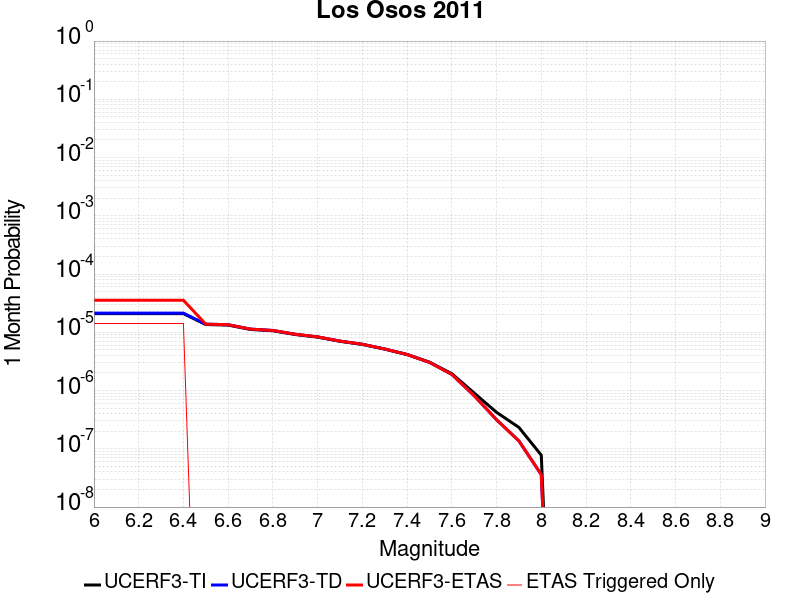 Los Osos 2011
10^0
10^-1
10^-2
10^-3
10^-4
10^-5
10^-6
10^-7
10^-8
1 Month Probability
6 6.2 6.4 6.6 6.8 7 7.2 7.4 7.6 7.8 8 8.2 8.4 8.6 8.8 9
Magnitude
UCERF3-TI UCERF3-TD UCERF3-ETAS ETAS Triggered Only